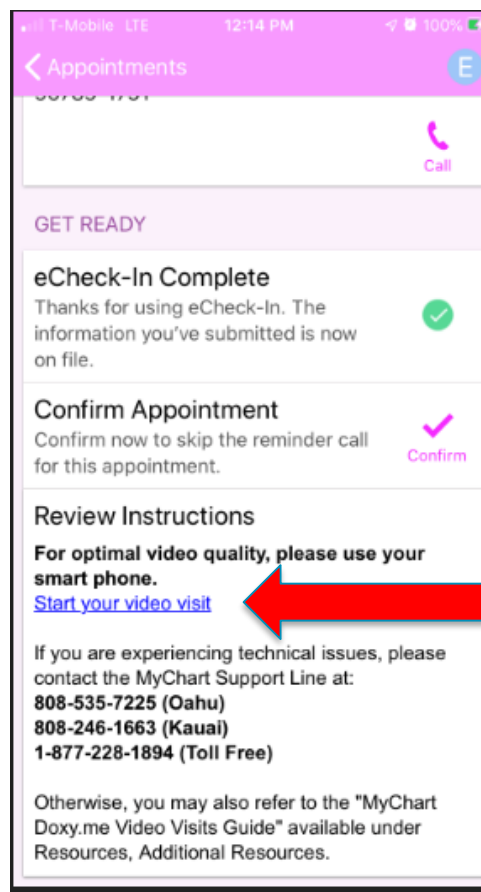 T-Mobile LTE 12:14 PM 100%
Appointments E
Call
GET READY
eCheck-In Complete
Thanks for using eCheck-In. The
information you've submitted is now
on file.
Confirm Appointment
Confirm now to skip the reminder call
for this appointment.
Confirm
Review Instructions
For optimal video quality, please use your
smart phone.
Start your video visit
If you are experiencing technical issues, please
contact the MyChart Support Line at:
808-535-7225 (Oahu)
808-246-1663 (Kauai)
1-877-228-1894 (Toll Free)
Otherwise, you may also refer to the "MyChart
Doxy.me Video Visits Guide" available under
Resources, Additional Resources.